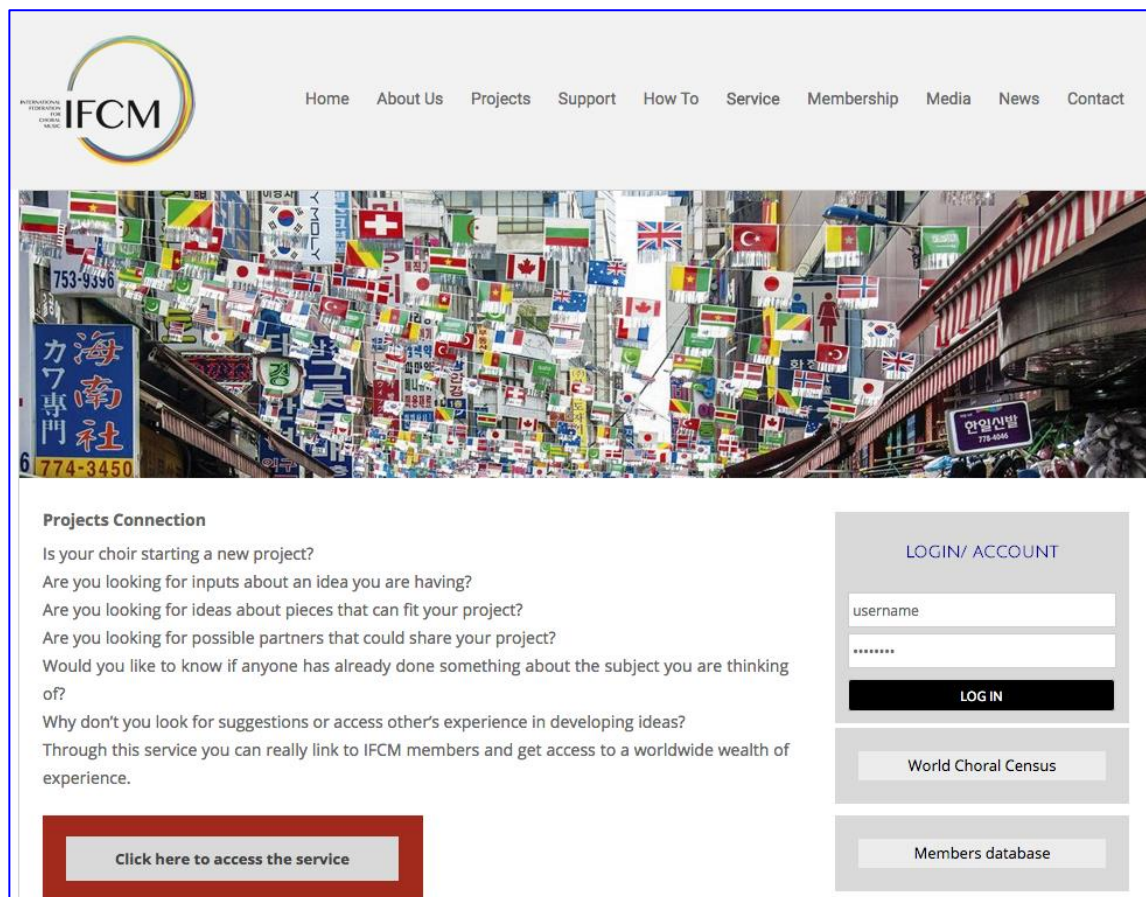 INTERNATIONAL
FEDERATION
FOR
CHORAL
MUSIC
IFCM
Home About Us Projects Support How To Service Membership Media News Contact
753-9396
カワ専門
海南社
6 774-3450
Y MOLY
경
한일신발
778-4046
Projects Connection
Is your choir starting a new project?
Are you looking for inputs about an idea you are having?
Are you looking for ideas about pieces that can fit your project?
Are you looking for possible partners that could share your project?
Would you like to know if anyone has already done something about the subject you are thinking
of?
Why don't you look for suggestions or access other's experience in developing ideas?
Through this service you can really link to IFCM members and get access to a worldwide wealth of
experience.
Click here to access the service
LOGIN/ ACCOUNT
username
••••••••
LOG IN
World Choral Census
Members database